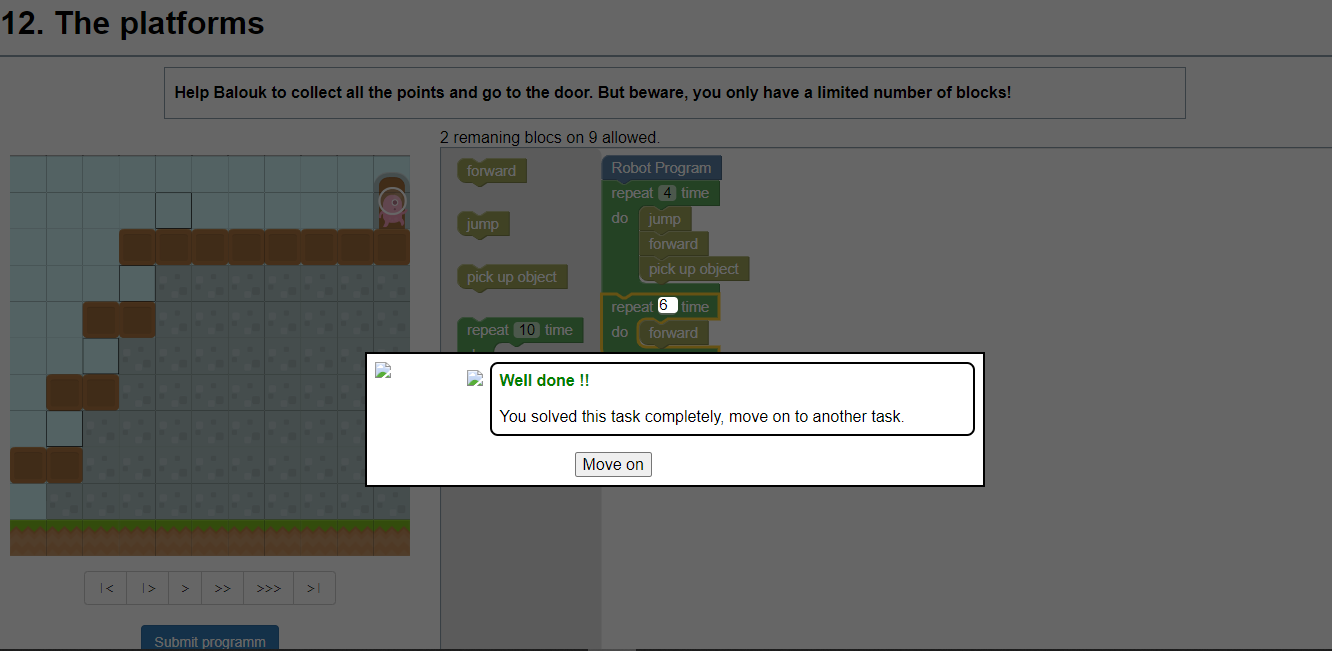 12. The platforms
Help Balouk to collect all the points and go to the door. But beware, you only have a limited number of blocks!
2 remaning blocs on 9 allowed.
forward
jump
pick up object
repeat 10 time
Robot Program
repeat 4 time
do jump
forward
pick up object
repeat 6 time
do forward
Well done !!
You solved this task completely, move on to another task.
Move on
|< |> > >> >>> >|
Submit programm